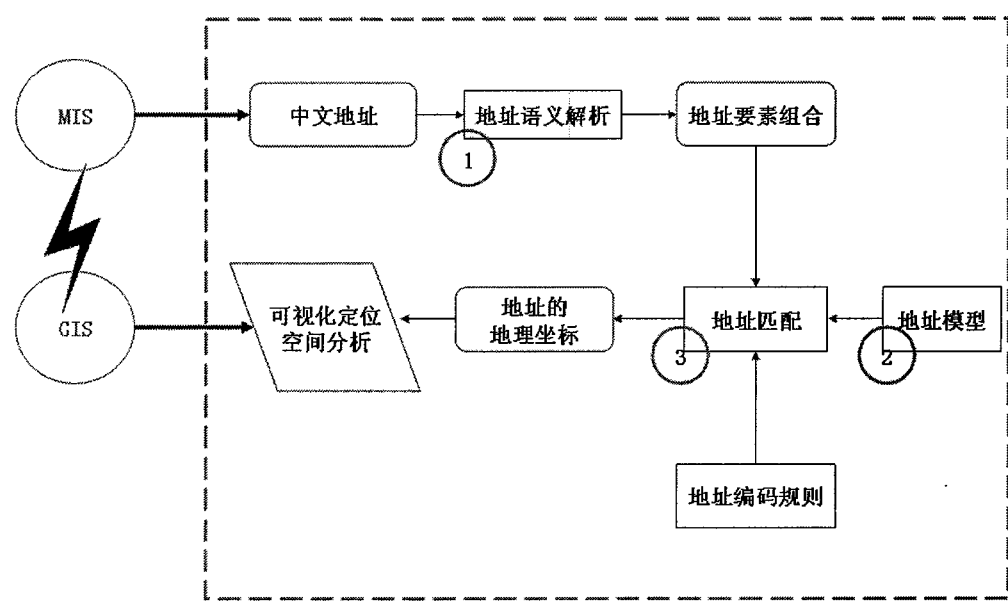 MIS
中文地址
地址语义解析
地址要素组合
1
GIS
可视化定位
空间分析
地址的
地理坐标
地址匹配
地址模型
3
2
地址编码规则